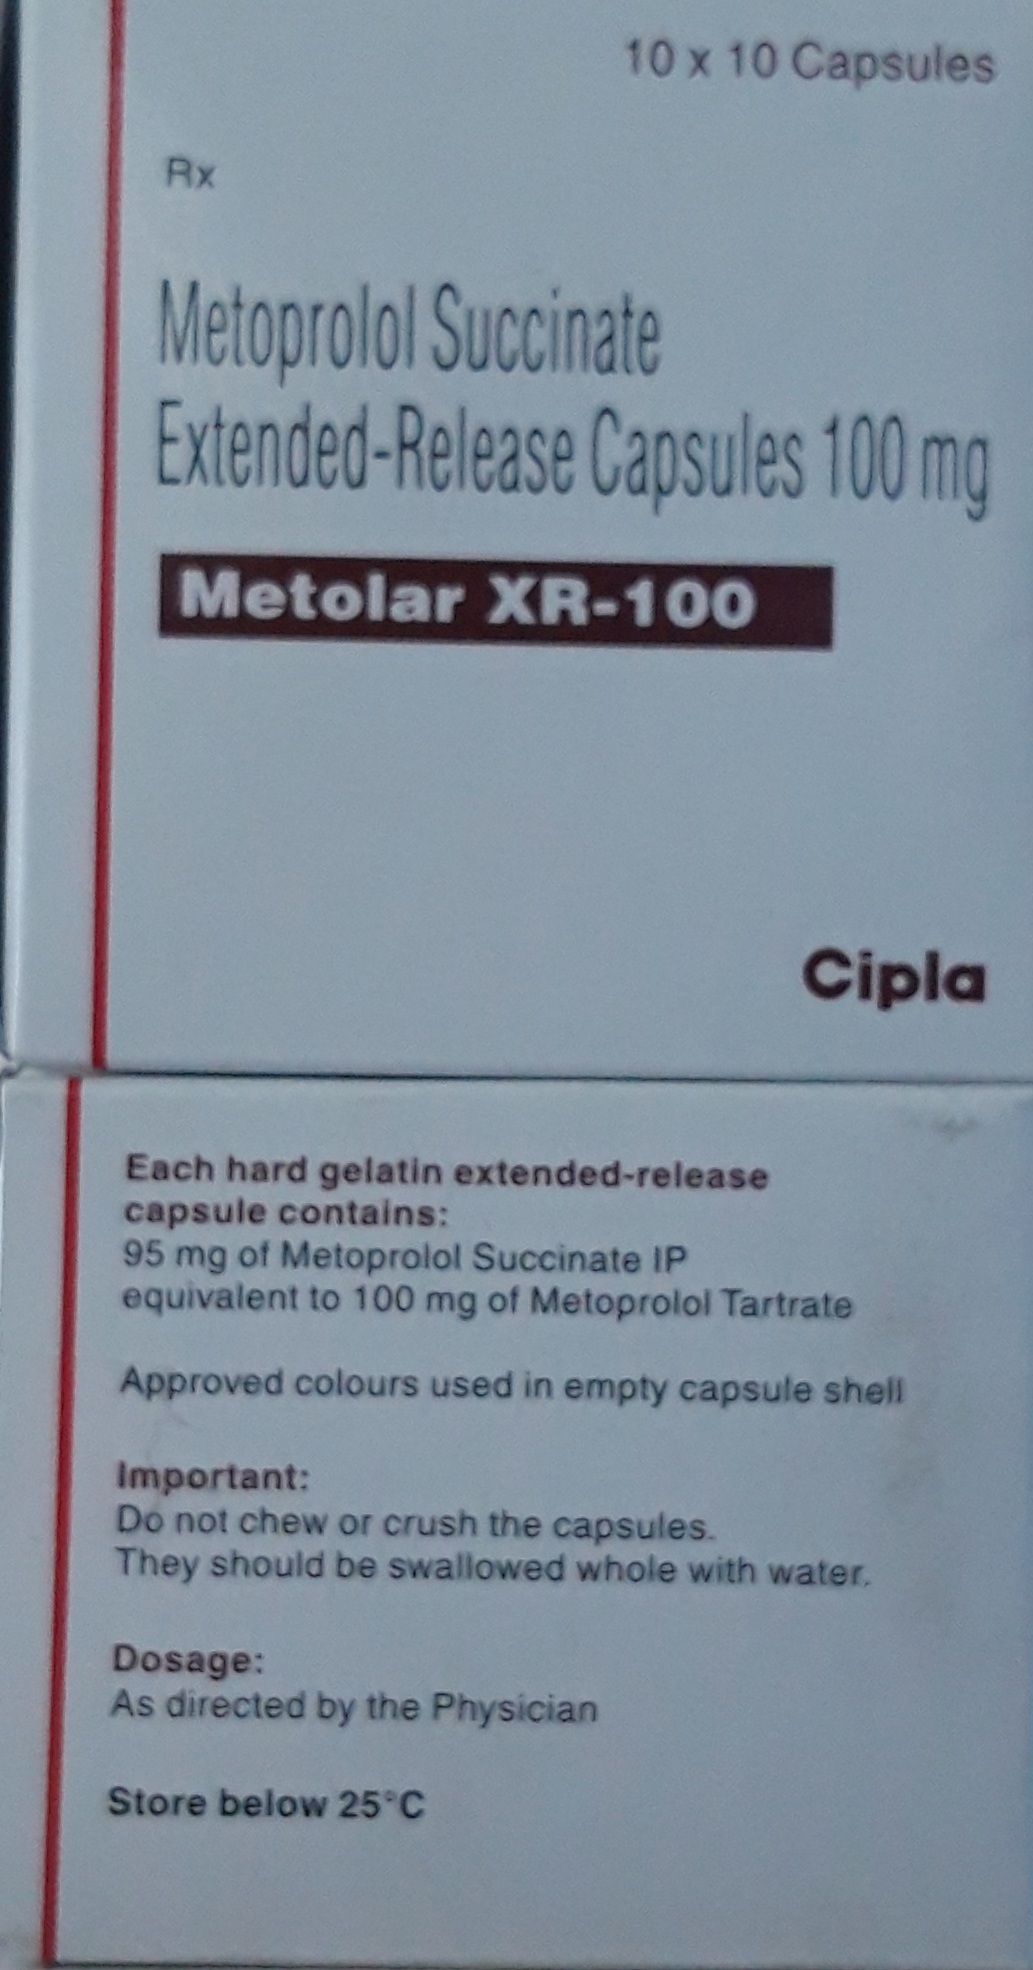 10 x 10 Capsules
Rx
Metoprolol Succinate
Extended-Release Capsules 100 mg
Metolar XR-100
Cipla
Each hard gelatin extended-release
capsule contains:
95 mg of Metoprolol Succinate IP
equivalent to 100 mg of Metoprolol Tartrate
Approved colours used in empty capsule shell
Important:
Do not chew or crush the capsules.
They should be swallowed whole with water.
Dosage:
As directed by the Physician
Store below 25°C